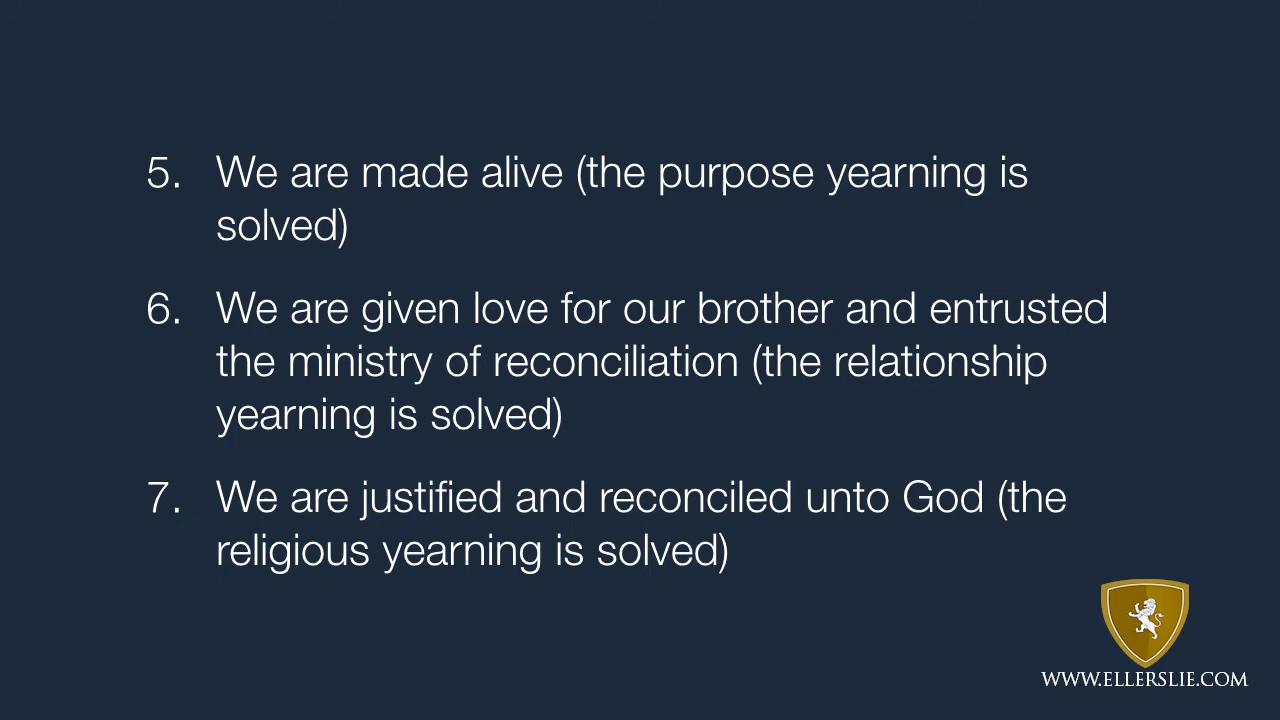 5. We are made alive (the purpose yearning is
solved)
6. We are given love for our brother and entrusted
the ministry of reconciliation (the relationship
yearning is solved)
7. We are justified and reconciled unto God (the
religious yearning is solved)
WWW.ELLERSLIE.COM